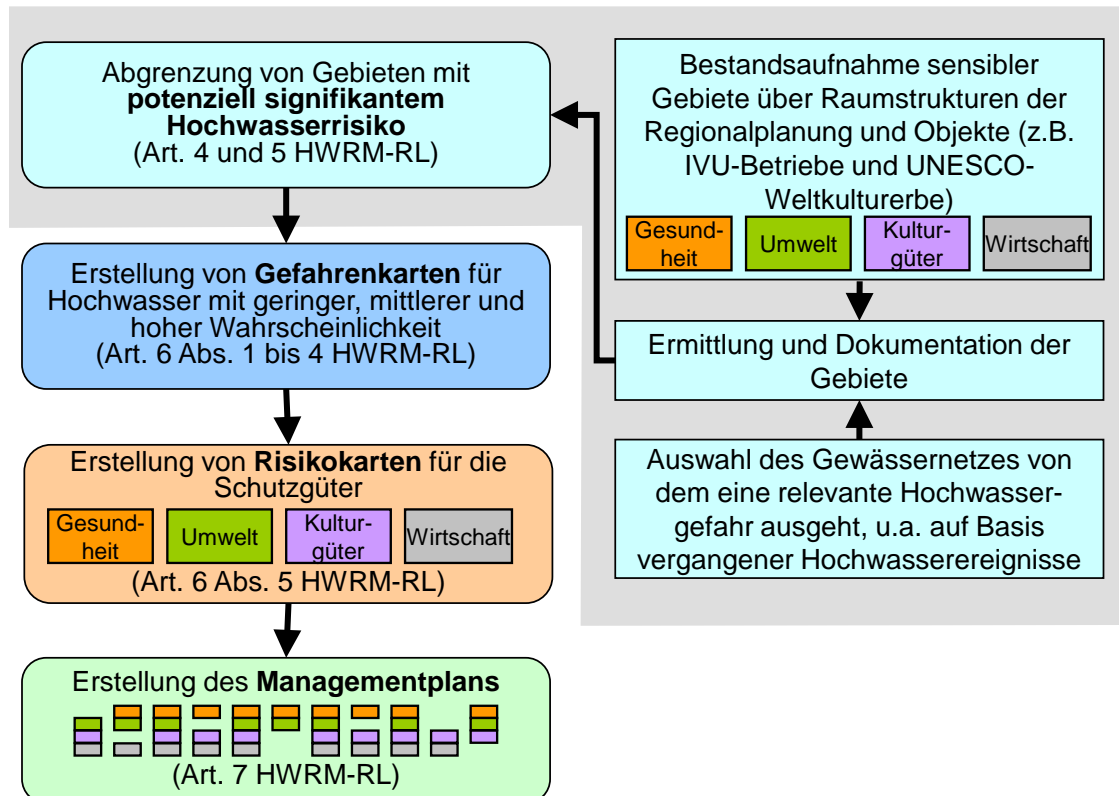 Abgrenzung von Gebieten mit
potenziell signifikantem
Hochwasserrisiko
(Art. 4 und 5 HWRM-RL)
Erstellung von Gefahrenkarten für
Hochwasser mit geringer, mittlerer und
hoher Wahrscheinlichkeit
(Art. 6 Abs. 1 bis 4 HWRM-RL)
Erstellung von Risikokarten für die
Schutzgüter
Gesund-
heit
Umwelt
Kultur-
güter
Wirtschaft
(Art. 6 Abs. 5 HWRM-RL)
Erstellung des Managementplans
(Art. 7 HWRM-RL)
Bestandsaufnahme sensibler
Gebiete über Raumstrukturen der
Regionalplanung und Objekte (z.B.
IVU-Betriebe und UNESCO-
Weltkulturerbe)
Gesund-
heit
Umwelt
Kultur-
güter
Wirtschaft
Ermittlung und Dokumentation der
Gebiete
Auswahl des Gewässernetzes von
dem eine relevante Hochwasser-
gefahr ausgeht, u.a. auf Basis
vergangener Hochwasserereignisse